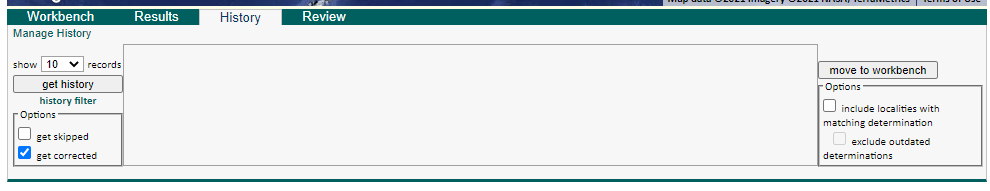 Map data ©2021 Imagery ©2021 NASA, TerraMetrics Terms of Use
Workbench Results History Review
Manage History
show 10 records
get history
history filter
Options
get skipped
get corrected
move to workbench
Options
include localities with
matching determination
exclude outdated
determinations